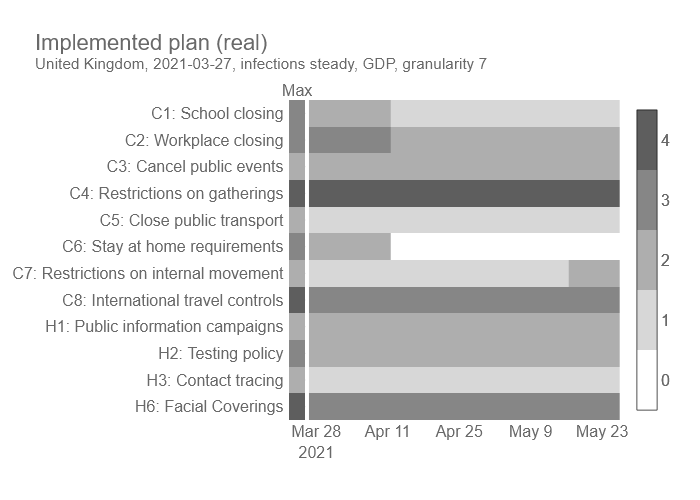 Implemented plan (real)
United Kingdom, 2021-03-27, infections steady, GDP, granularity 7
Max
C1: School closing
C2: Workplace closing
C3: Cancel public events
C4: Restrictions on gatherings
C5: Close public transport
C6: Stay at home requirements
C7: Restrictions on internal movement
C8: International travel controls
H1: Public information campaigns
H2: Testing policy
H3: Contact tracing
H6: Facial Coverings
4
3
2
1
0
Mar 28 Apr 11 Apr 25 May 9 May 23
2021